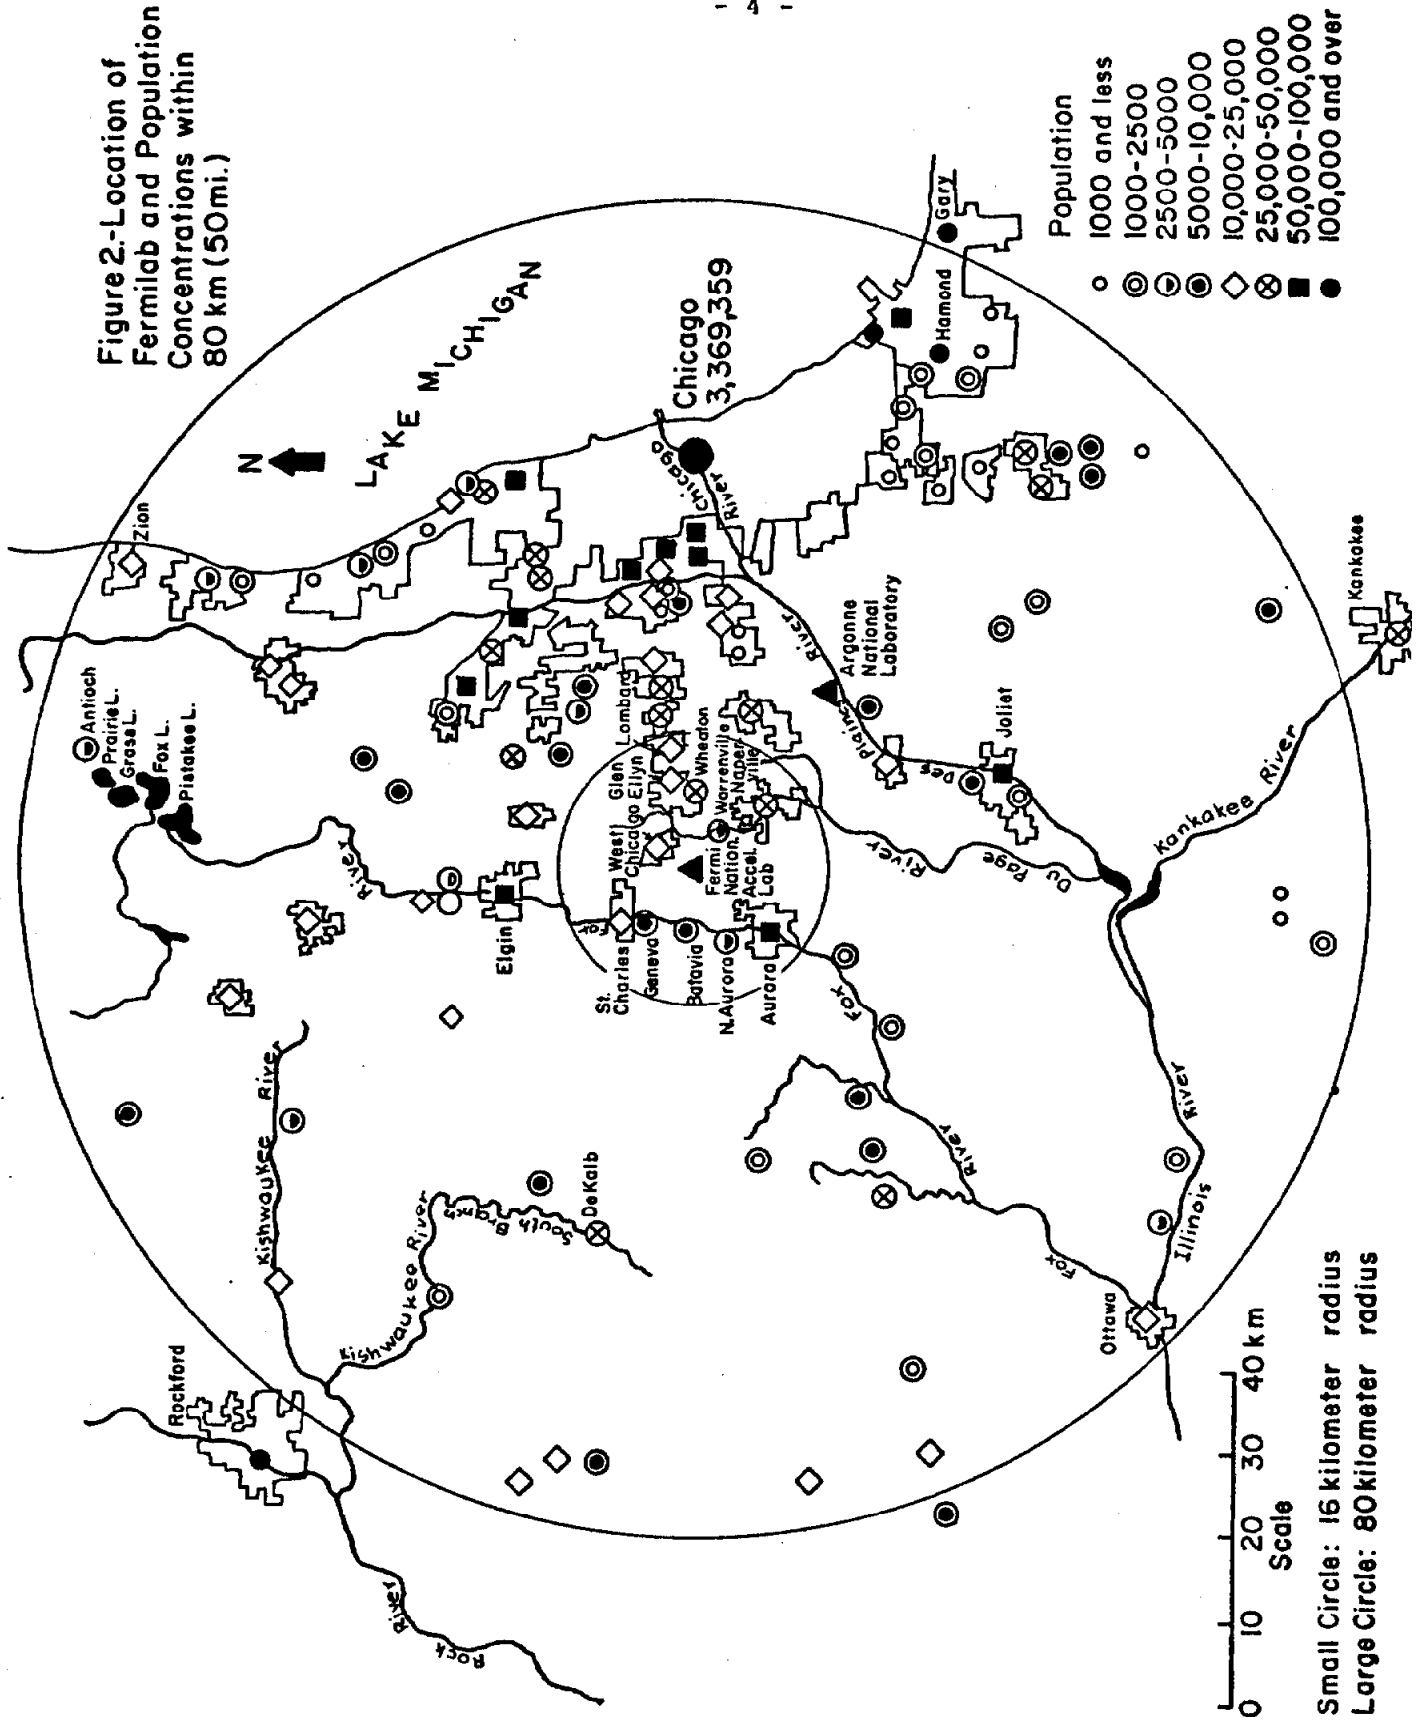 - 4 -
Figure 2.-Location of
Fermilab and Population
Concentrations within
80 km (50mi.)
N
LAKE MICHIGAN
Zion
Antioch
Prairie L.
Grass L.
Fox L.
Pistakee L.
Chicago
3,369,359
Chicago
River
Gary
Hamond
Population
1000 and less
1000-2500
2500-5000
5000-10,000
10,000-25,000
25,000-50,000
50,000-100,000
100,000 and over
Rockford
Kishwaukee River
Kishwaukeo River
South
Branch
DeKalb
Rock
River
River
Fox
Elgin
St.
Charles
Geneva
Batavia
N.Aurora
Aurora
West
Chicago
Glen
Ellyn
Lombard
Wheaton
Warrenville
Naper
ville
Fermi
Nation.
Accel.
Lab
Argonne
National
Laboratory
Des
Plains
River
Joliet
Du Page
River
Kankakee River
Kankakee
Fox
River
Fox
Illinois
River
Ottawa
0 10 20 30 40 km
Scale
Small Circle: 16 kilometer radius
Large Circle: 80 kilometer radius